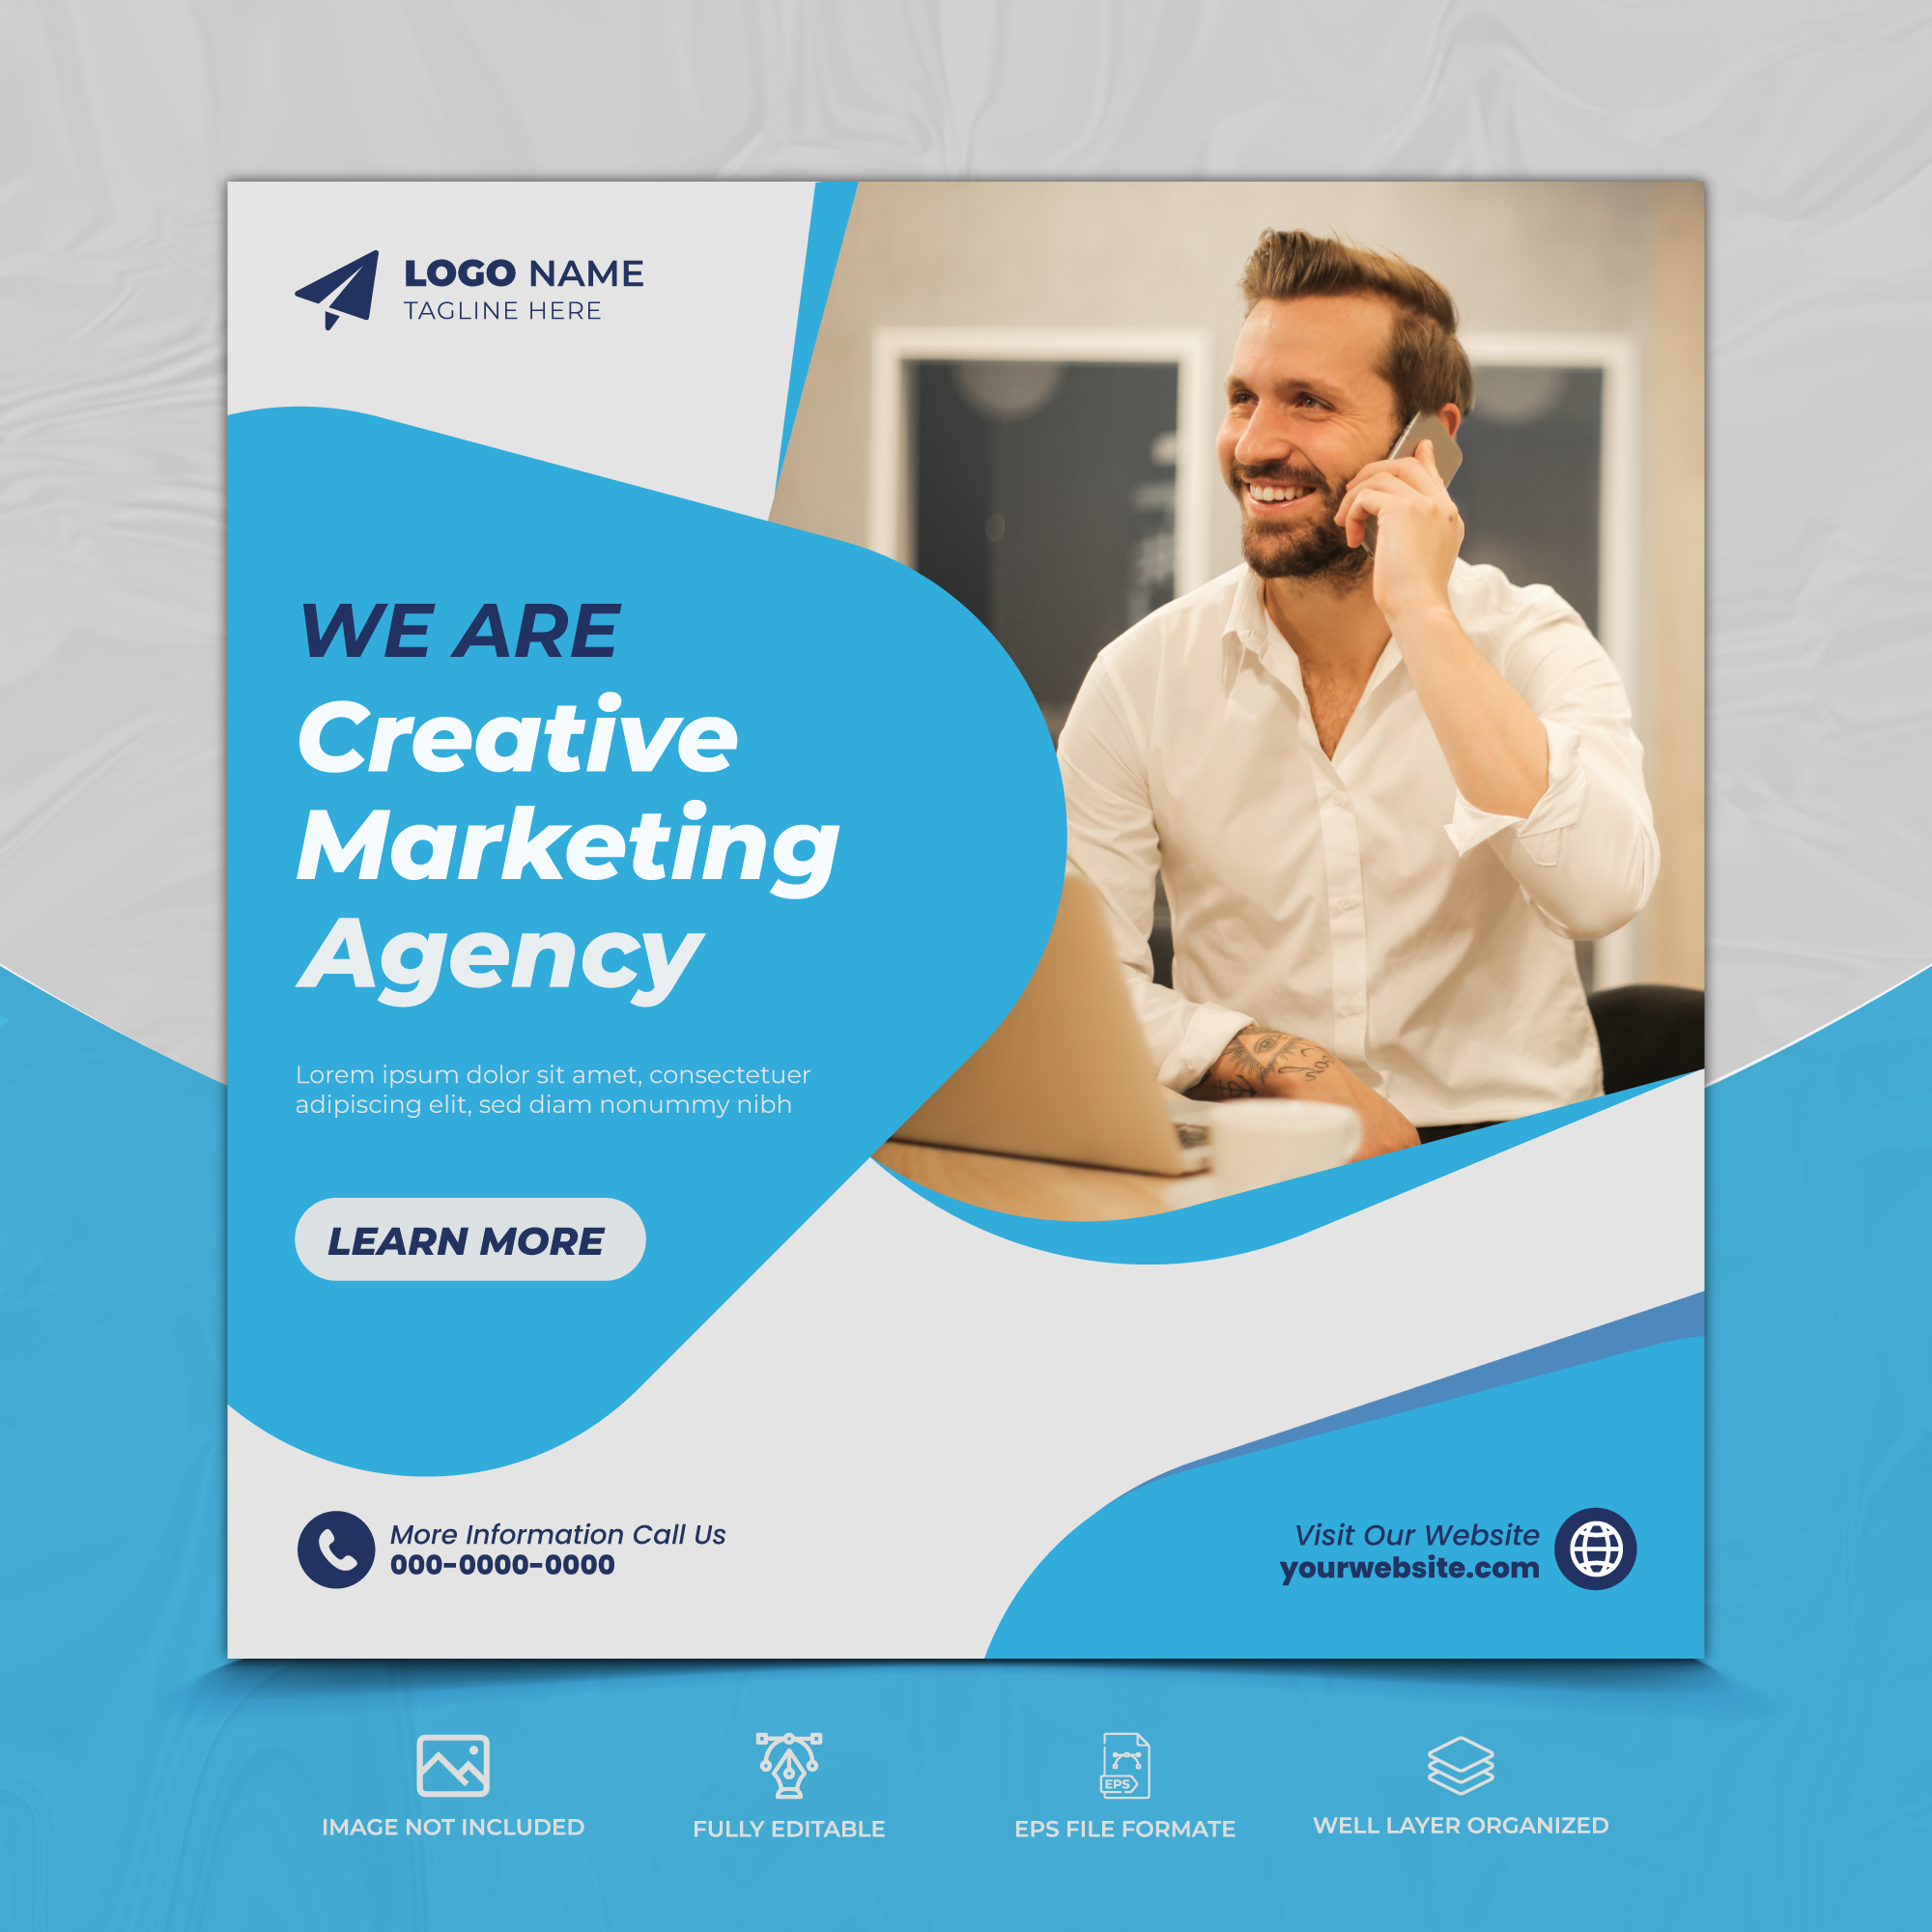 LOGO NAME
TAGLINE HERE
WE ARE
Creative
Marketing
Agency
Lorem ipsum dolor sit amet, consectetuer
adipiscing elit, sed diam nonummy nibh
LEARN MORE
More Information Call Us
000-0000-0000
Visit Our Website
yourwebsite.com
IMAGE NOT INCLUDED
FULLY EDITABLE
EPS
EPS FILE FORMATE
WELL LAYER ORGANIZED